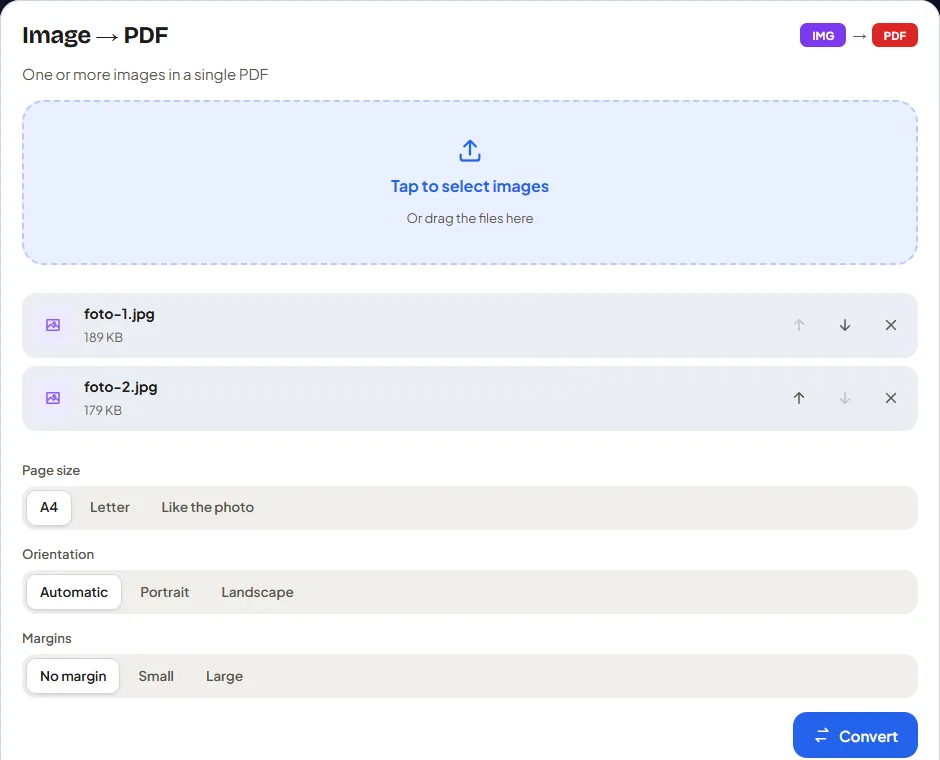 Image → PDF
IMG → PDF
One or more images in a single PDF
Tap to select images
Or drag the files here
foto-1.jpg
189 KB
foto-2.jpg
179 KB
Page size
A4 Letter Like the photo
Orientation
Automatic Portrait Landscape
Margins
No margin Small Large
Convert